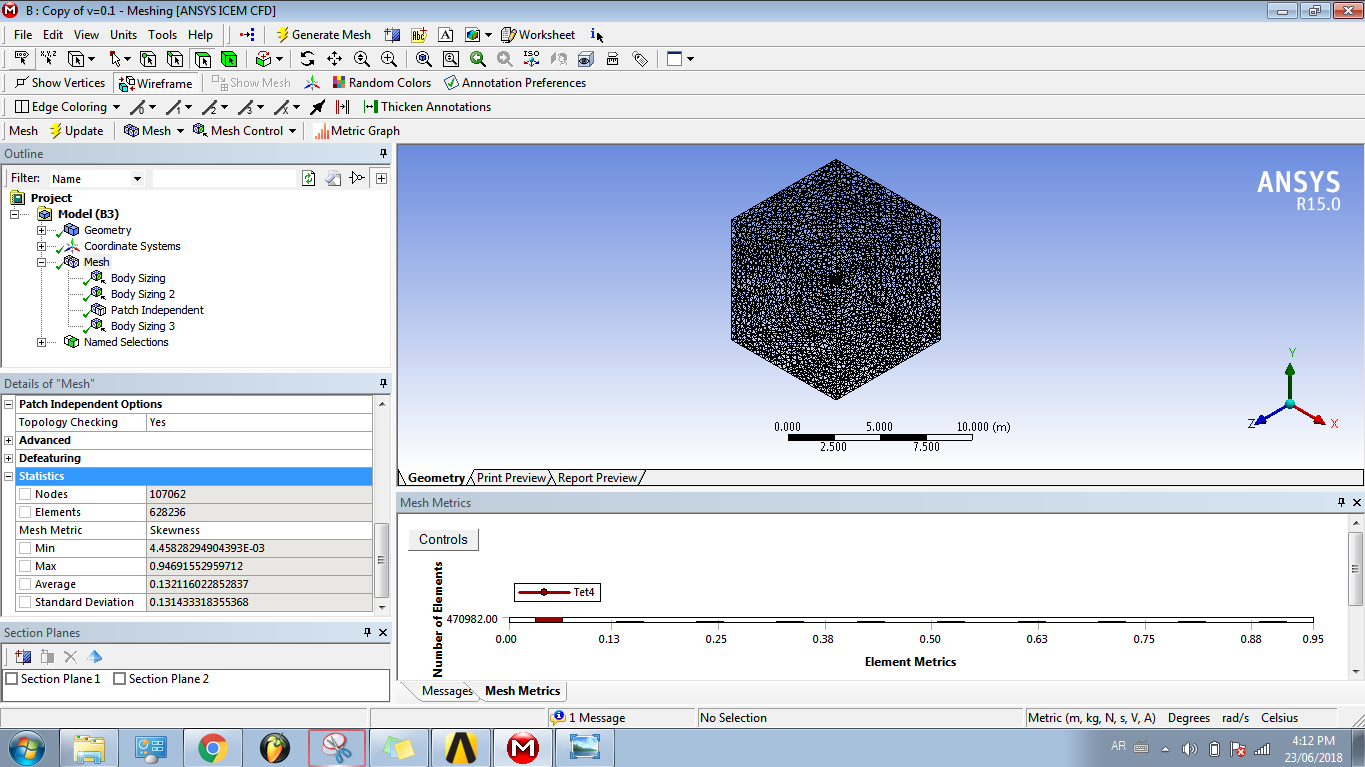 B : Copy of v=0.1 - Meshing [ANSYS ICEM CFD]
File Edit View Units Tools Help Generate Mesh Worksheet
Show Vertices Wireframe Show Mesh Random Colors Annotation Preferences
Edge Coloring Thicken Annotations
Mesh Update Mesh Mesh Control Metric Graph
Outline
Filter: Name
Project
Model (B3)
Geometry
Coordinate Systems
Mesh
Body Sizing
Body Sizing 2
Patch Independent
Body Sizing 3
Named Selections
Details of "Mesh"
Patch Independent Options
Topology Checking Yes
Advanced
Defeaturing
Statistics
Nodes 107062
Elements 628236
Mesh Metric Skewness
Min 4.45828294904393E-03
Max 0.94691552959712
Average 0.132116022852837
Standard Deviation 0.131433318355368
Section Planes
Section Plane 1 Section Plane 2
ANSYS
R15.0
Y
Z X
0.000 5.000 10.000 (m)
2.500 7.500
Geometry Print Preview Report Preview
Mesh Metrics
Controls
Number of Elements
Tet4
470982.00
0.00 0.13 0.25 0.38 0.50 0.63 0.75 0.88 0.95
Element Metrics
Messages Mesh Metrics
1 Message No Selection Metric (m, kg, N, s, V, A) Degrees rad/s Celsius
AR
4:12 PM
23/06/2018